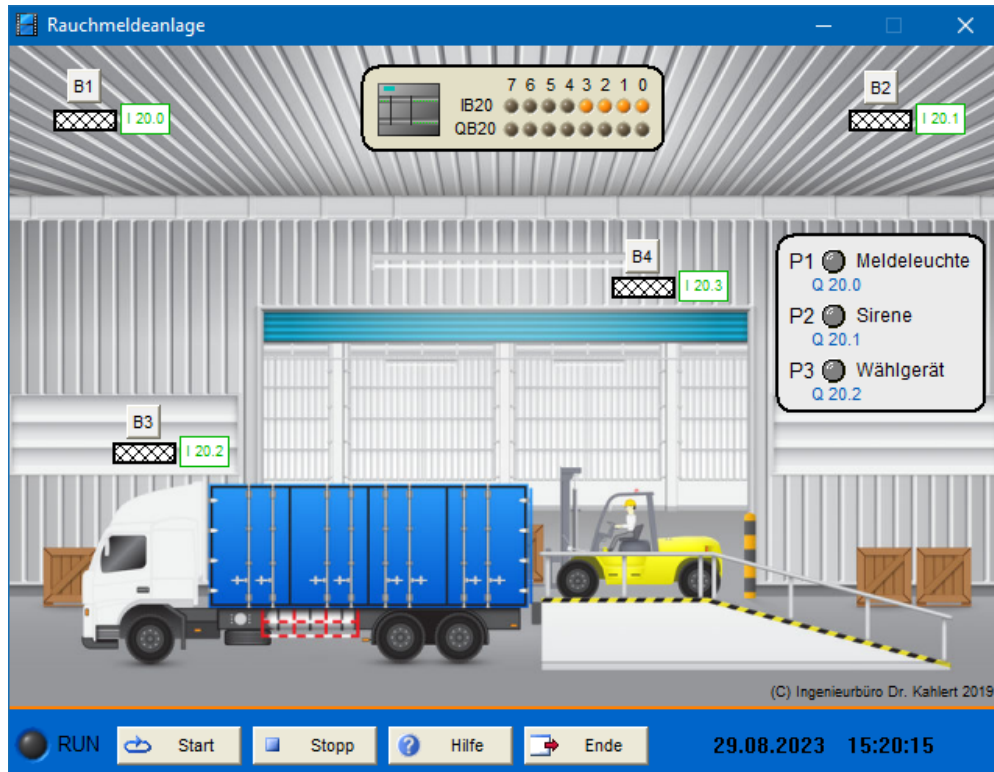 Rauchmeldeanlage
B1
I 20.0
7 6 5 4 3 2 1 0
IB20
QB20
B2
I 20.1
B4
I 20.3
P1 Meldeleuchte
Q 20.0
P2 Sirene
Q 20.1
P3 Wählgerät
Q 20.2
B3
I 20.2
(C) Ingenieurbüro Dr. Kahlert 2019
RUN Start Stopp Hilfe Ende 29.08.2023 15:20:15